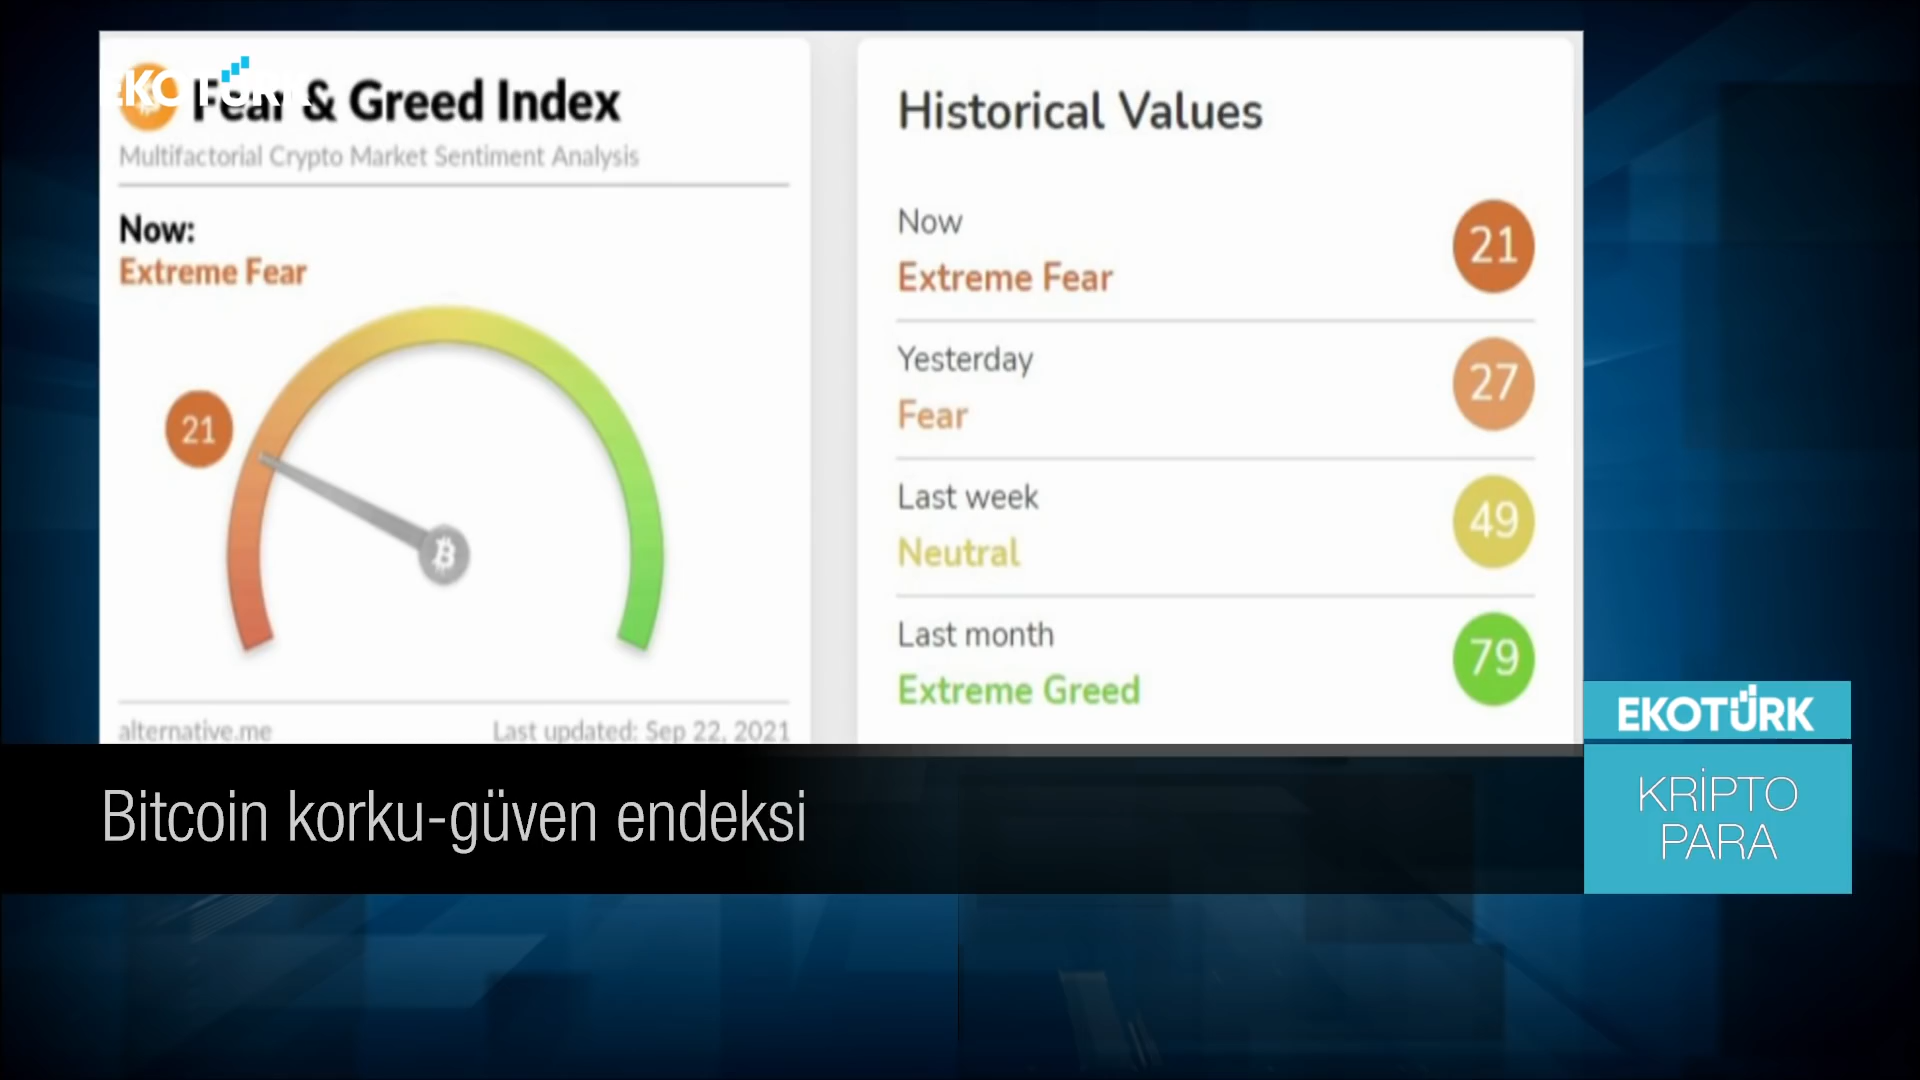 EKOTÜRK
Fear & Greed Index
Multifactorial Crypto Market Sentiment Analysis
Now:
Extreme Fear
21
alternative.me
Last updated: Sep 22, 2021
Historical Values
Now
Extreme Fear
21
Yesterday
Fear
27
Last week
Neutral
49
Last month
Extreme Greed
79
EKOTÜRK
KRİPTO
PARA
Bitcoin korku-güven endeksi